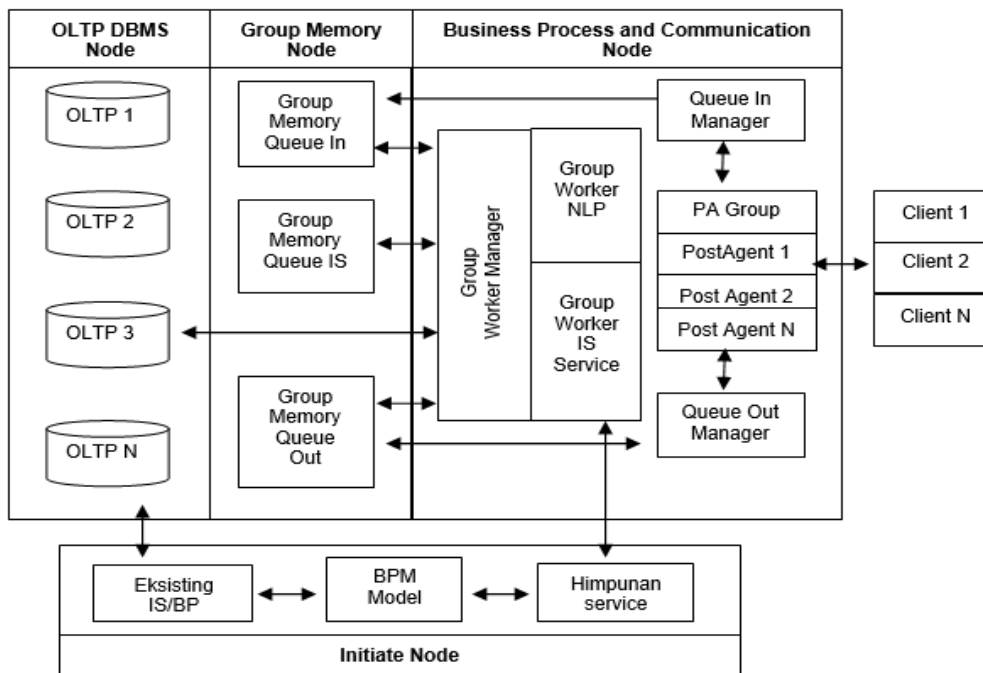 OLTP DBMS
Node
Group Memory
Node
Business Process and Communication
Node
OLTP 1
OLTP 2
OLTP 3
OLTP N
Group
Memory
Queue In
Group
Memory
Queue IS
Group
Memory
Queue
Out
Group
Worker Manager
Group
Worker
NLP
Group
Worker
IS
Service
Queue In
Manager
PA Group
PostAgent 1
Post Agent 2
Post Agent N
Queue Out
Manager
Client 1
Client 2
Client N
Eksisting
IS/BP
BPM
Model
Himpunan
service
Initiate Node